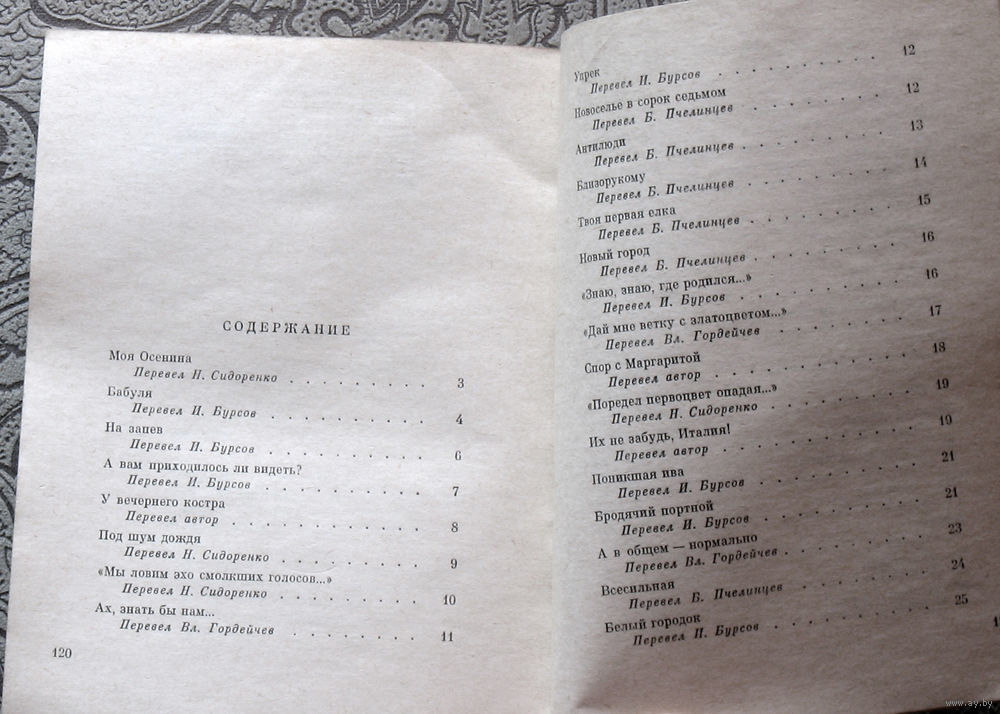 СОДЕРЖАНИЕ
Моя Осенина
Перевел Н. Сидоренко . . . . . . . . 3
Бабуля
Перевел И. Бурсов . . . . . . . . . 4
На запев
Перевел И. Бурсов . . . . . . . . . 6
А вам приходилось ли видеть?
Перевел И. Бурсов . . . . . . . . . 7
У вечернего костра
Перевел автор . . . . . . . . . . 8
Под шум дождя
Перевел Н. Сидоренко . . . . . . . . 9
«Мы ловим эхо смолкших голосов...»
Перевел Н. Сидоренко . . . . . . . . 10
Ах, знать бы нам...
Перевел Вл. Гордейчев . . . . . . . . 11
120
Упрек
Перевел И. Бурсов . . . . . . . . . 12
Новоселье в сорок седьмом
Перевел Б. Пчелинцев . . . . . . . . 12
Антилюди
Перевел Б. Пчелинцев . . . . . . . . 13
Близорукому
Перевел Б. Пчелинцев . . . . . . . . 14
Твоя первая елка
Перевел Б. Пчелинцев . . . . . . . . 15
Новый город
Перевел Б. Пчелинцев . . . . . . . . 16
«Знаю, знаю, где родился...»
Перевел И. Бурсов . . . . . . . . . 16
«Дай мне ветку с златоцветом...»
Перевел Вл. Гордейчев . . . . . . . . 17
Спор с Маргаритой
Перевел автор . . . . . . . . . . 18
«Поредел первоцвет опадая...»
Перевел Н. Сидоренко . . . . . . . . 19
Их не забудь, Италия!
Перевел автор . . . . . . . . . . 19
Поникшая ива
Перевел И. Бурсов . . . . . . . . . 21
Бродячий портной
Перевел И. Бурсов . . . . . . . . . 21
А в общем — нормально
Перевел Вл. Гордейчев . . . . . . . . 23
Всесильная
Перевел Б. Пчелинцев . . . . . . . . 24
Белый городок
Перевел И. Бурсов . . . . . . . . . 25
www.ay.by